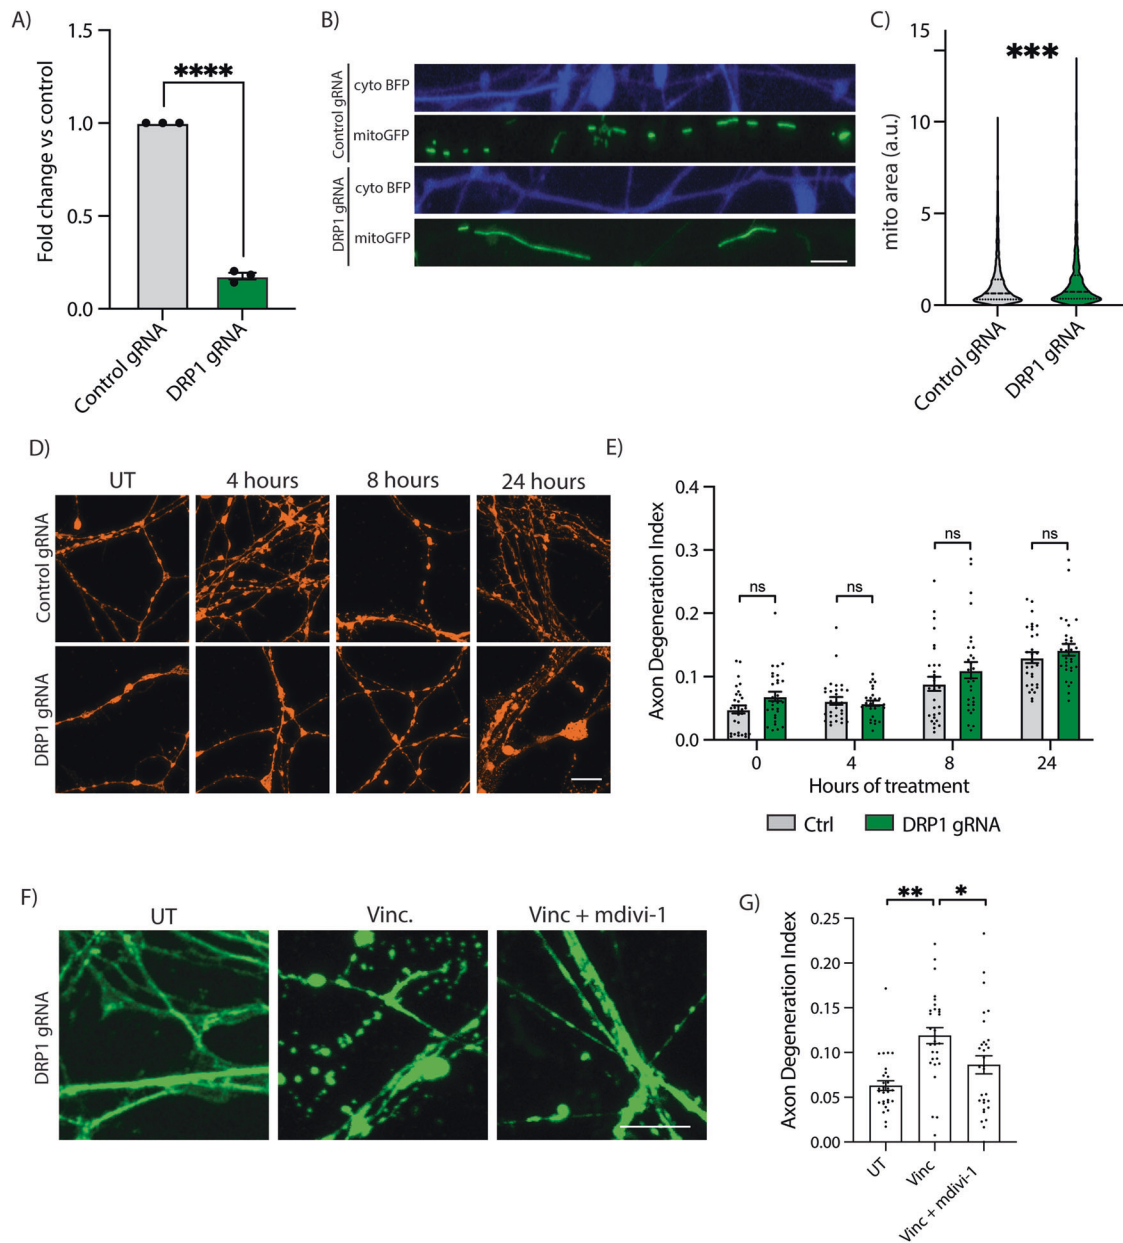 A)
1.5
1.0
0.5
0.0
Fold change vs control
****
Control gRNA
DRP1 gRNA
B)
Control gRNA
cyto BFP
mitoGFP
DRP1 gRNA
cyto BFP
mitoGFP
C)
15
10
5
0
mito area (a.u.)
***
Control gRNA
DRP1 gRNA
D)
UT 4 hours 8 hours 24 hours
Control gRNA
DRP1 gRNA
E)
0.4
0.3
0.2
0.1
0.0
Axon Degeneration Index
ns ns ns ns
0 4 8 24
Hours of treatment
Ctrl DRP1 gRNA
F)
UT Vinc. Vinc + mdivi-1
DRP1 gRNA
G)
** *
0.25
0.20
0.15
0.10
0.05
0.00
Axon Degeneration Index
UT
Vinc
Vinc + mdivi-1